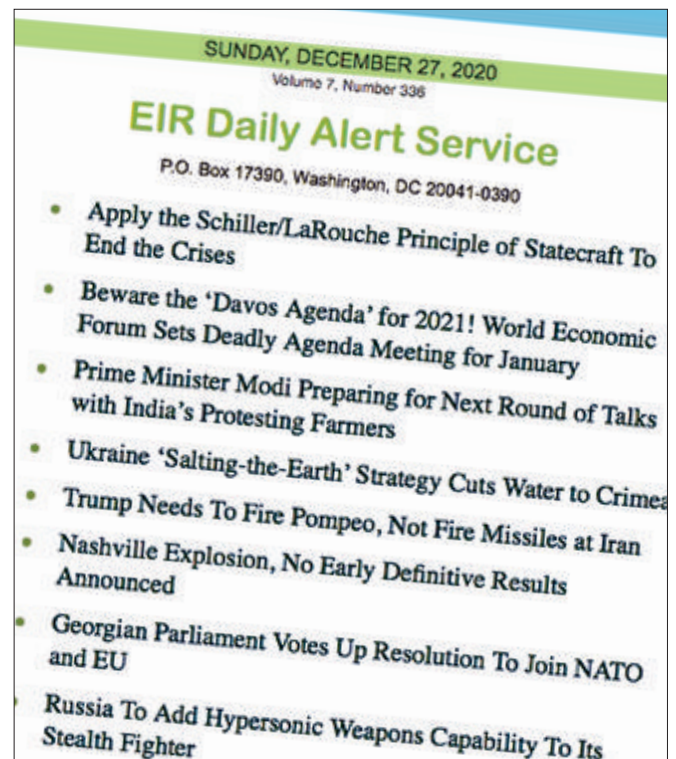 SUNDAY, DECEMBER 27, 2020
Volume 7, Number 336
EIR Daily Alert Service
P.O. Box 17390, Washington, DC 20041-0390
• Apply the Schiller/LaRouche Principle of Statecraft To
End the Crises
• Beware the ‘Davos Agenda’ for 2021! World Economic
Forum Sets Deadly Agenda Meeting for January
• Prime Minister Modi Preparing for Next Round of Talks
with India’s Protesting Farmers
• Ukraine ‘Salting-the-Earth’ Strategy Cuts Water to Crimea
• Trump Needs To Fire Pompeo, Not Fire Missiles at Iran
• Nashville Explosion, No Early Definitive Results
Announced
• Georgian Parliament Votes Up Resolution To Join NATO
and EU
• Russia To Add Hypersonic Weapons Capability To Its
Stealth Fighter